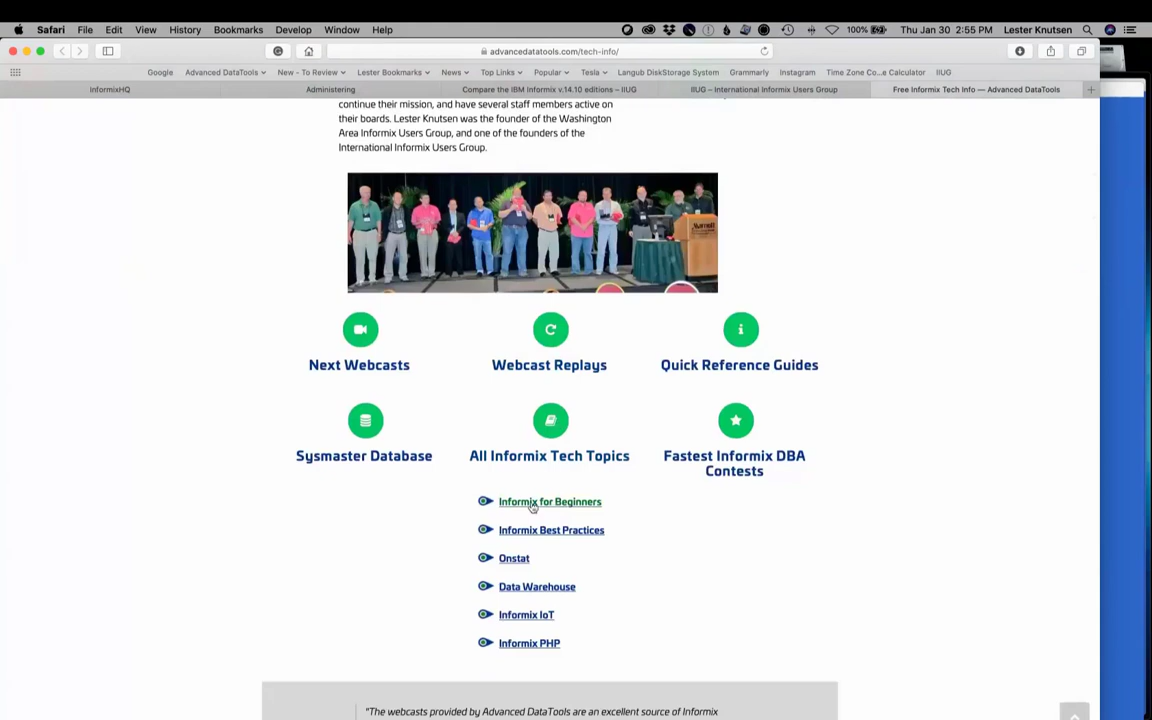 Safari File Edit View History Bookmarks Develop Window Help 100% Thu Jan 30 2:55 PM Lester Knutsen
advancedatatools.com/tech-info/
Google Advanced DataTools New - To Review Lester Bookmarks News Top Links Popular Tesla Langub DiskStorage System Grammarly Instagram Time Zone Co...e Calculator IIUG
InformixHQ Administering Compare the IBM Informix v.14.10 editions – IIUG IIUG – International Informix Users Group Free Informix Tech Info — Advanced DataTools
continue their mission, and have several staff members active on
their boards. Lester Knutsen was the founder of the Washington
Area Informix Users Group, and one of the founders of the
International Informix Users Group.
Marriott
Next Webcasts Webcast Replays Quick Reference Guides
Sysmaster Database All Informix Tech Topics Fastest Informix DBA
Contests
Informix for Beginners
Informix Best Practices
Onstat
Data Warehouse
Informix IoT
Informix PHP
"The webcasts provided by Advanced DataTools are an excellent source of Informix